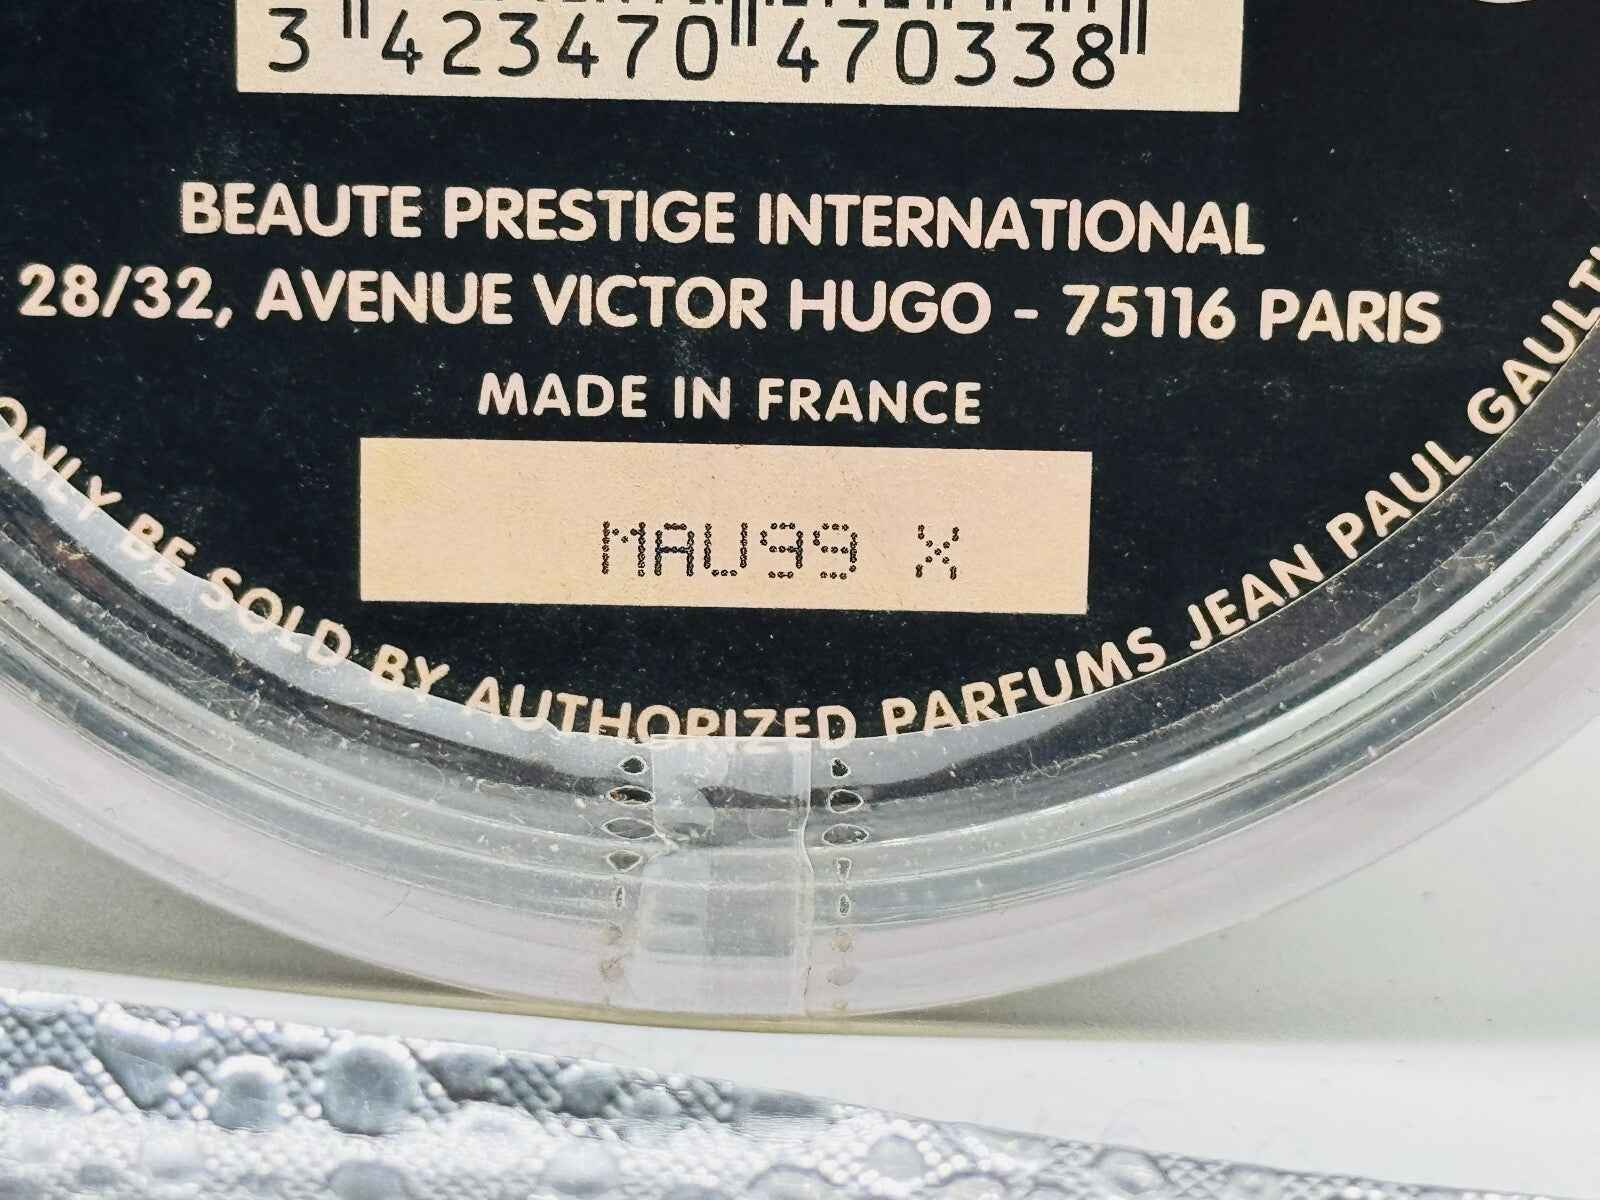 3 423470 470338
BEAUTE PRESTIGE INTERNATIONAL
28/32, AVENUE VICTOR HUGO - 75116 PARIS
MADE IN FRANCE
MAU99 X
ONLY BE SOLD BY AUTHORIZED PARFUMS JEAN PAUL GAULT